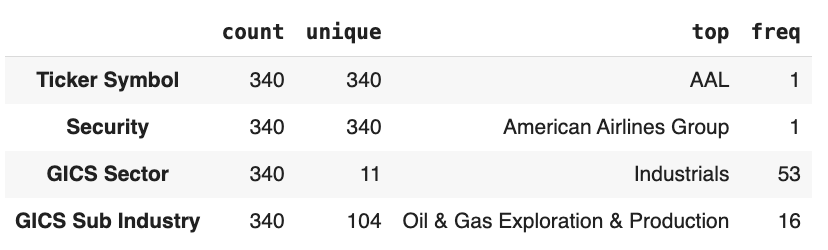 count unique top freq
Ticker Symbol 340 340 AAL 1
Security 340 340 American Airlines Group 1
GICS Sector 340 11 Industrials 53
GICS Sub Industry 340 104 Oil & Gas Exploration & Production 16